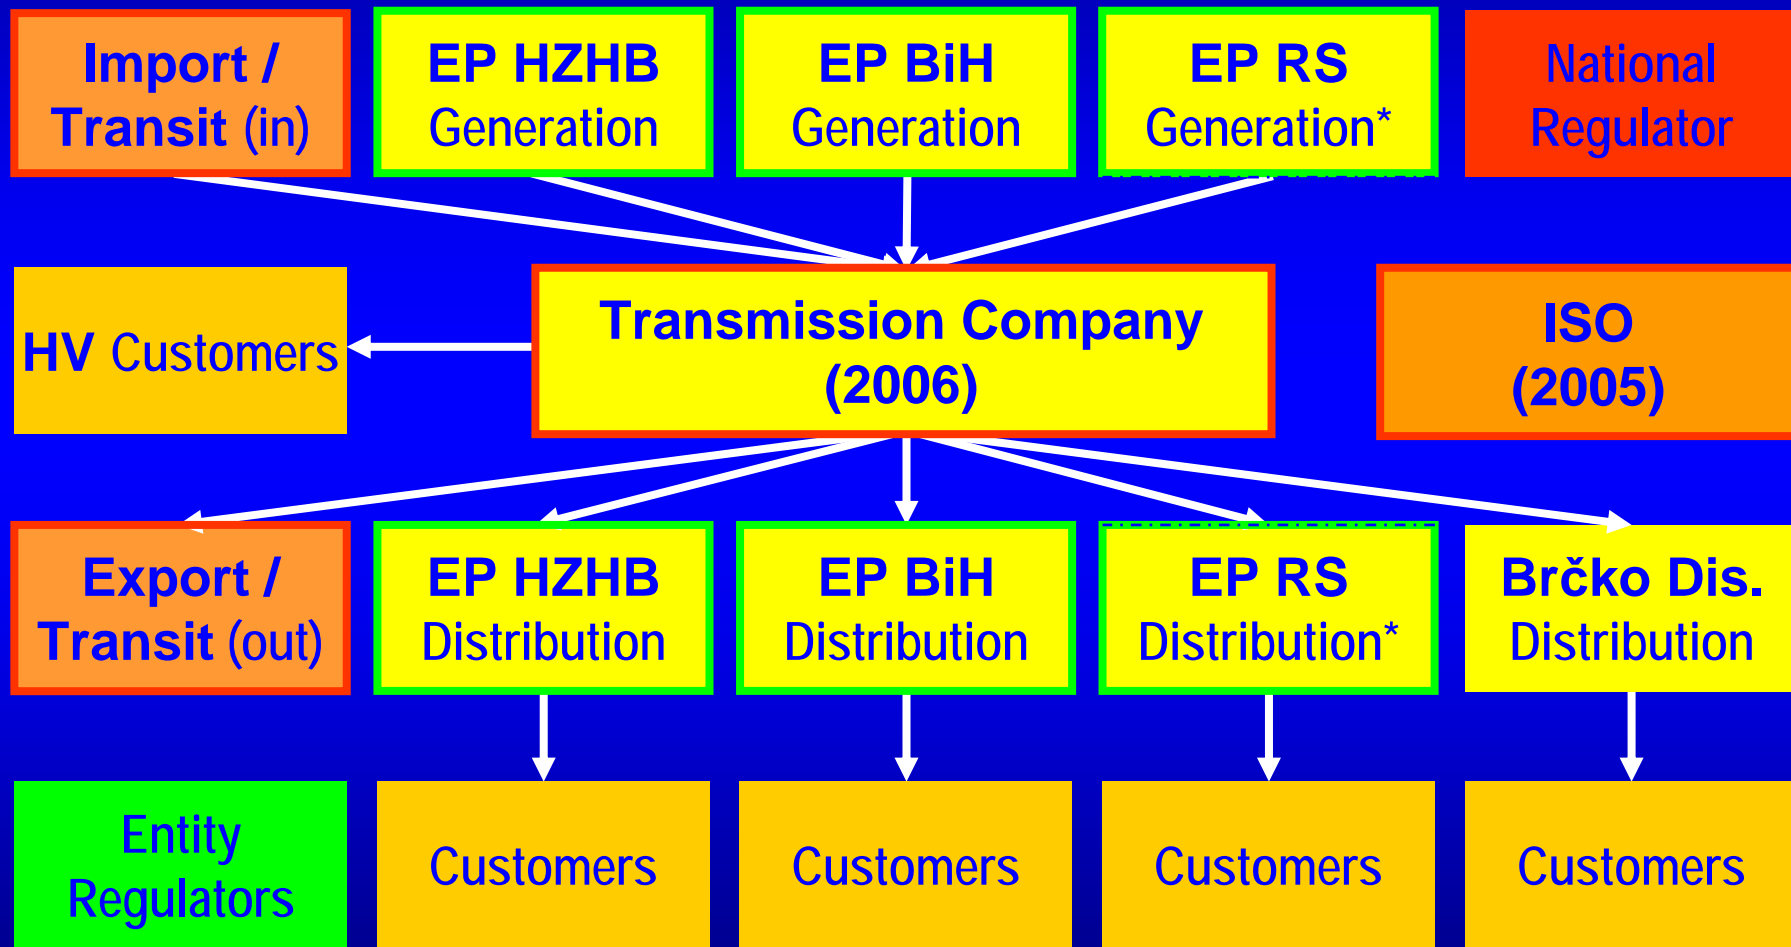 Import /
Transit (in)
EP HZHB
Generation
EP BiH
Generation
EP RS
Generation*
National
Regulator
HV Customers
Transmission Company
(2006)
ISO
(2005)
Export /
Transit (out)
EP HZHB
Distribution
EP BiH
Distribution
EP RS
Distribution*
Brčko Dis.
Distribution
Entity
Regulators
Customers
Customers
Customers
Customers